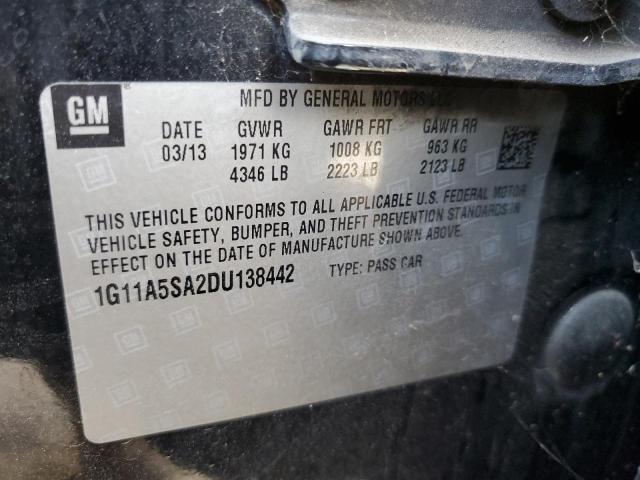 GM
MFD BY GENERAL MOTORS LLC
DATE GVWR GAWR FRT GAWR RR
03/13 1971 KG 1008 KG 963 KG
4346 LB 2223 LB 2123 LB
THIS VEHICLE CONFORMS TO ALL APPLICABLE U.S. FEDERAL MOTOR
VEHICLE SAFETY, BUMPER, AND THEFT PREVENTION STANDARDS IN
EFFECT ON THE DATE OF MANUFACTURE SHOWN ABOVE.
1G11A5SA2DU138442 TYPE: PASS CAR